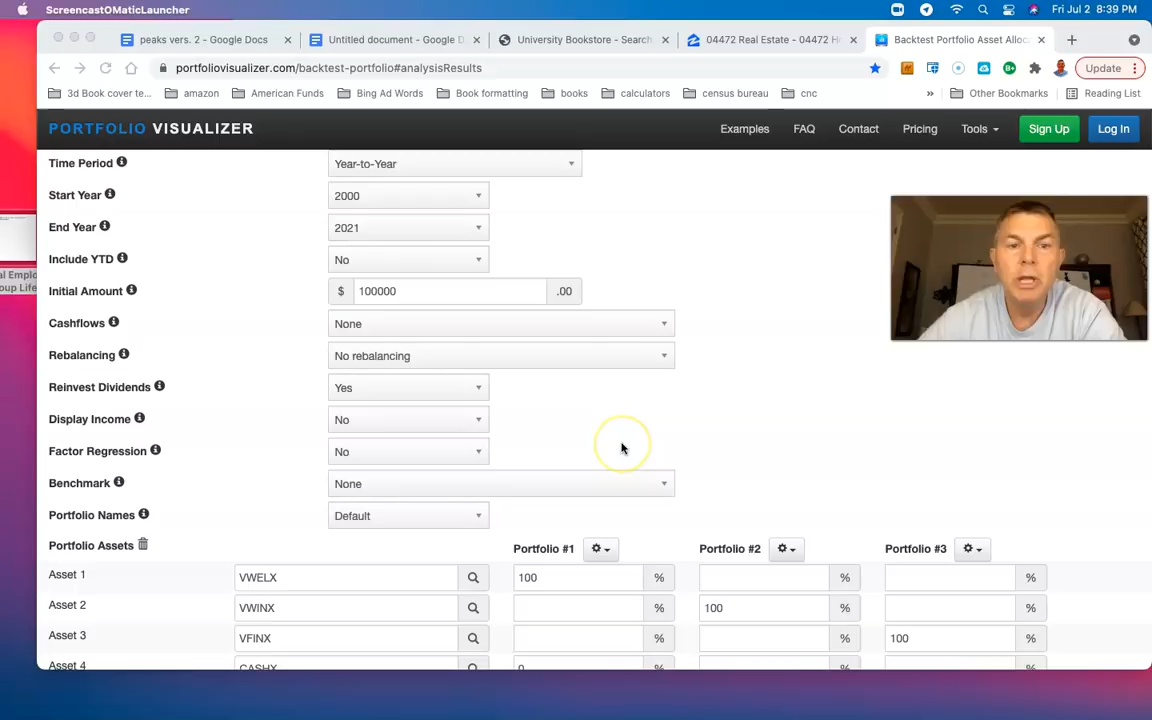 ScreencastOMaticLauncher
Fri Jul 2 8:39 PM
peaks vers. 2 - Google Docs
Untitled document - Google D
University Bookstore - Search
04472 Real Estate - 04472 H
Backtest Portfolio Asset Alloc
portfoliovisualizer.com/backtest-portfolio#analysisResults
Update
3d Book cover te...
amazon
American Funds
Bing Ad Words
Book formatting
books
calculators
census bureau
cnc
»
Other Bookmarks
Reading List
PORTFOLIO VISUALIZER
Examples
FAQ
Contact
Pricing
Tools
Sign Up
Log In
Time Period
Year-to-Year
Start Year
2000
End Year
2021
Include YTD
No
Initial Amount
$ 100000 .00
Cashflows
None
Rebalancing
No rebalancing
Reinvest Dividends
Yes
Display Income
No
Factor Regression
No
Benchmark
None
Portfolio Names
Default
Portfolio Assets
Portfolio #1
Portfolio #2
Portfolio #3
Asset 1
VWELX
100 %
%
%
Asset 2
VWINX
%
100 %
%
Asset 3
VFINX
%
%
100 %
Asset 4
CASHX
0
al Emplo
oup Life